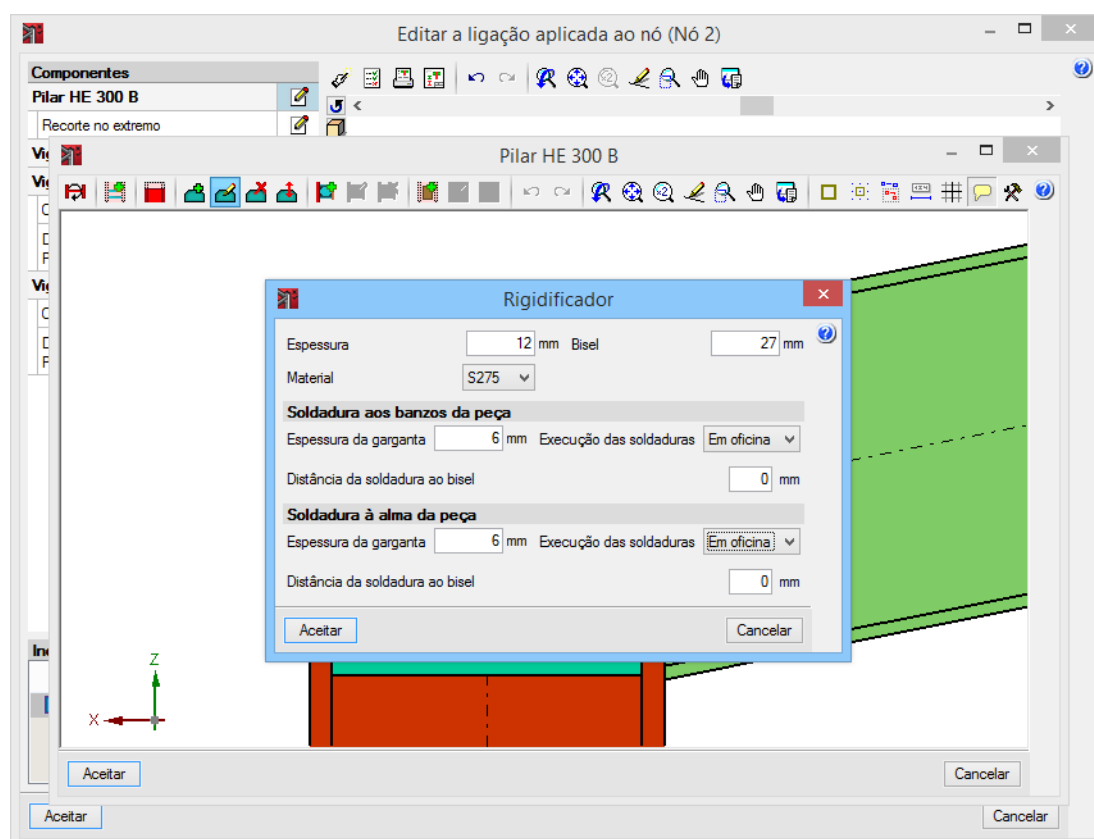 Editar a ligação aplicada ao nó (Nó 2)
Componentes
Pilar HE 300 B
Recorte no extremo
Pilar HE 300 B
Rigidificador
Espessura 12 mm Bisel 27 mm
Material S275
Soldadura aos banzos da peça
Espessura da garganta 6 mm Execução das soldaduras Em oficina
Distância da soldadura ao bisel 0 mm
Soldadura à alma da peça
Espessura da garganta 6 mm Execução das soldaduras Em oficina
Distância da soldadura ao bisel 0 mm
Aceitar Cancelar
Z
X
Aceitar Cancelar
Aceitar Cancelar